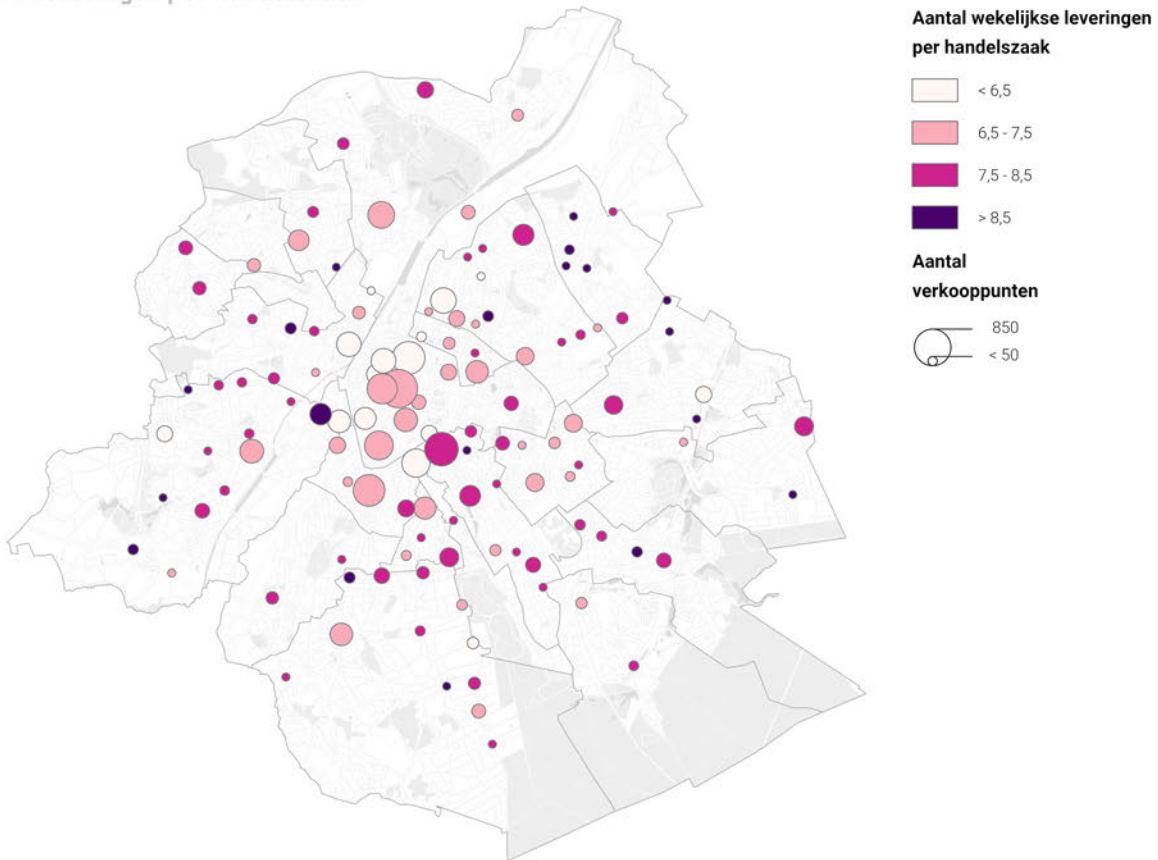 Aantal wekelijkse leveringen
per handelszaak
< 6,5
6,5 - 7,5
7,5 - 8,5
> 8,5
Aantal
verkooppunten
850
< 50